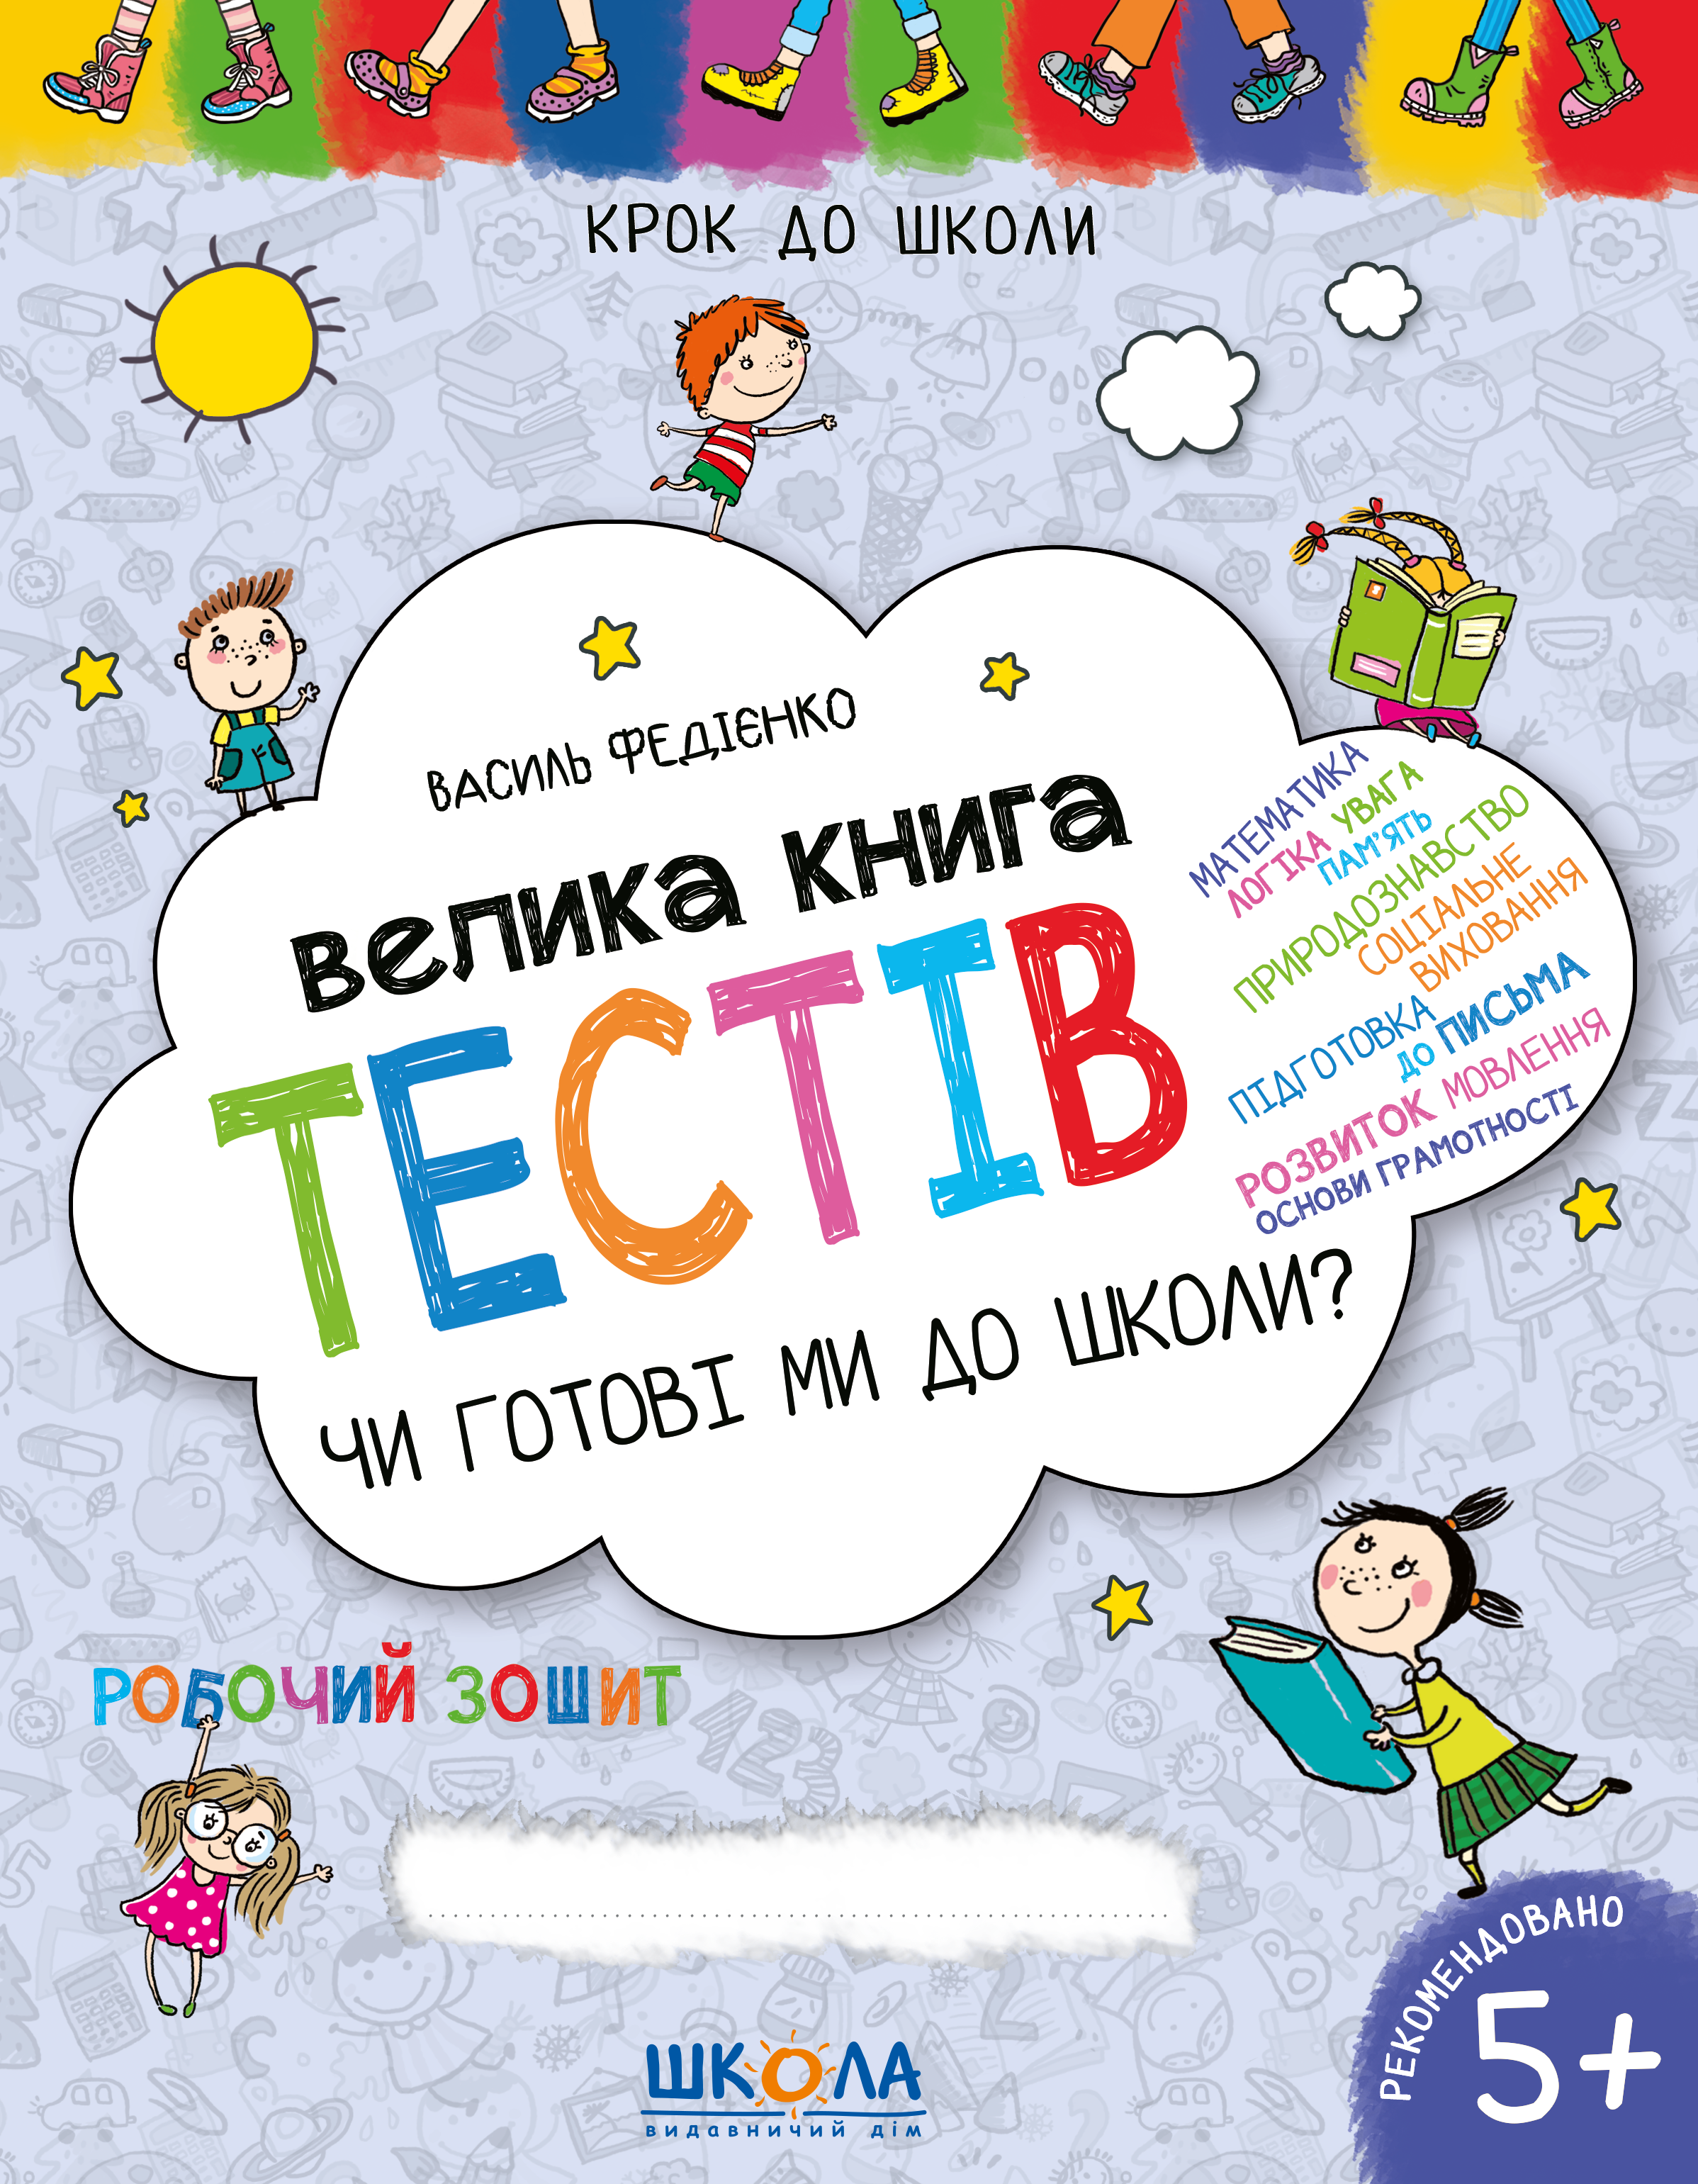 КРОК ДО ШКОЛИ
ВАСИЛЬ ФЕДІЄНКО
велика книга
ТЕСТІВ
ЧИ ГОТОВІ МИ ДО ШКОЛИ?
МАТЕМАТИКА
ЛОГІКА УВАГА
ПАМ'ЯТЬ
ПРИРОДОЗНАВСТВО
СОЦІАЛЬНЕ
ВИХОВАННЯ
ПІДГОТОВКА
ДО ПИСЬМА
РОЗВИТОК МОВЛЕННЯ
ОСНОВИ ГРАМОТНОСТІ
РОБОЧИЙ ЗОШИТ
РЕКОМЕНДОВАНО
5+
ШКОЛА
видавничий дім